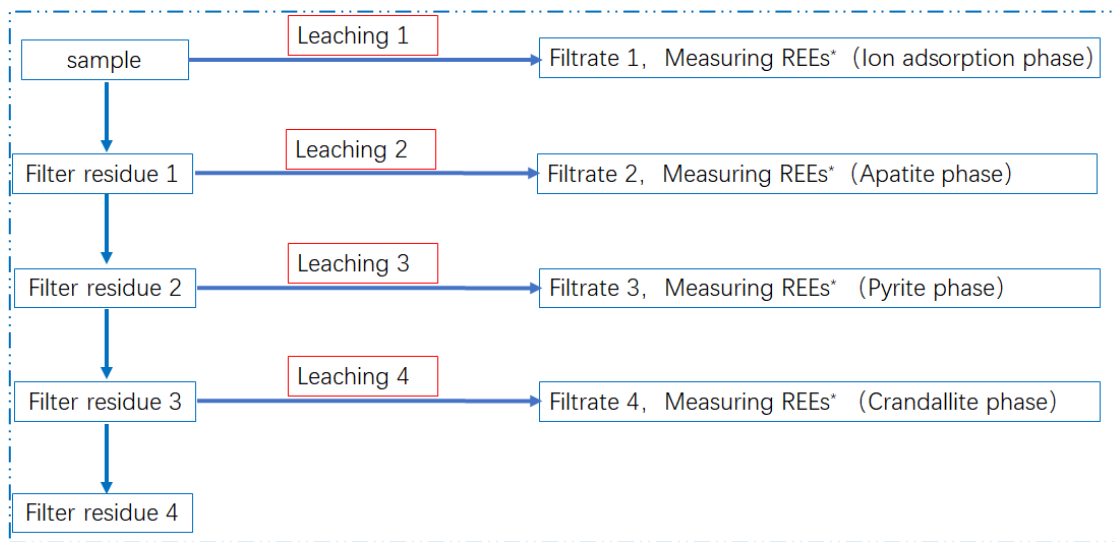 Leaching 1
sample
Filtrate 1, Measuring REEs* (Ion adsorption phase)
Leaching 2
Filter residue 1
Filtrate 2, Measuring REEs* (Apatite phase)
Leaching 3
Filter residue 2
Filtrate 3, Measuring REEs* (Pyrite phase)
Leaching 4
Filter residue 3
Filtrate 4, Measuring REEs* (Crandallite phase)
Filter residue 4